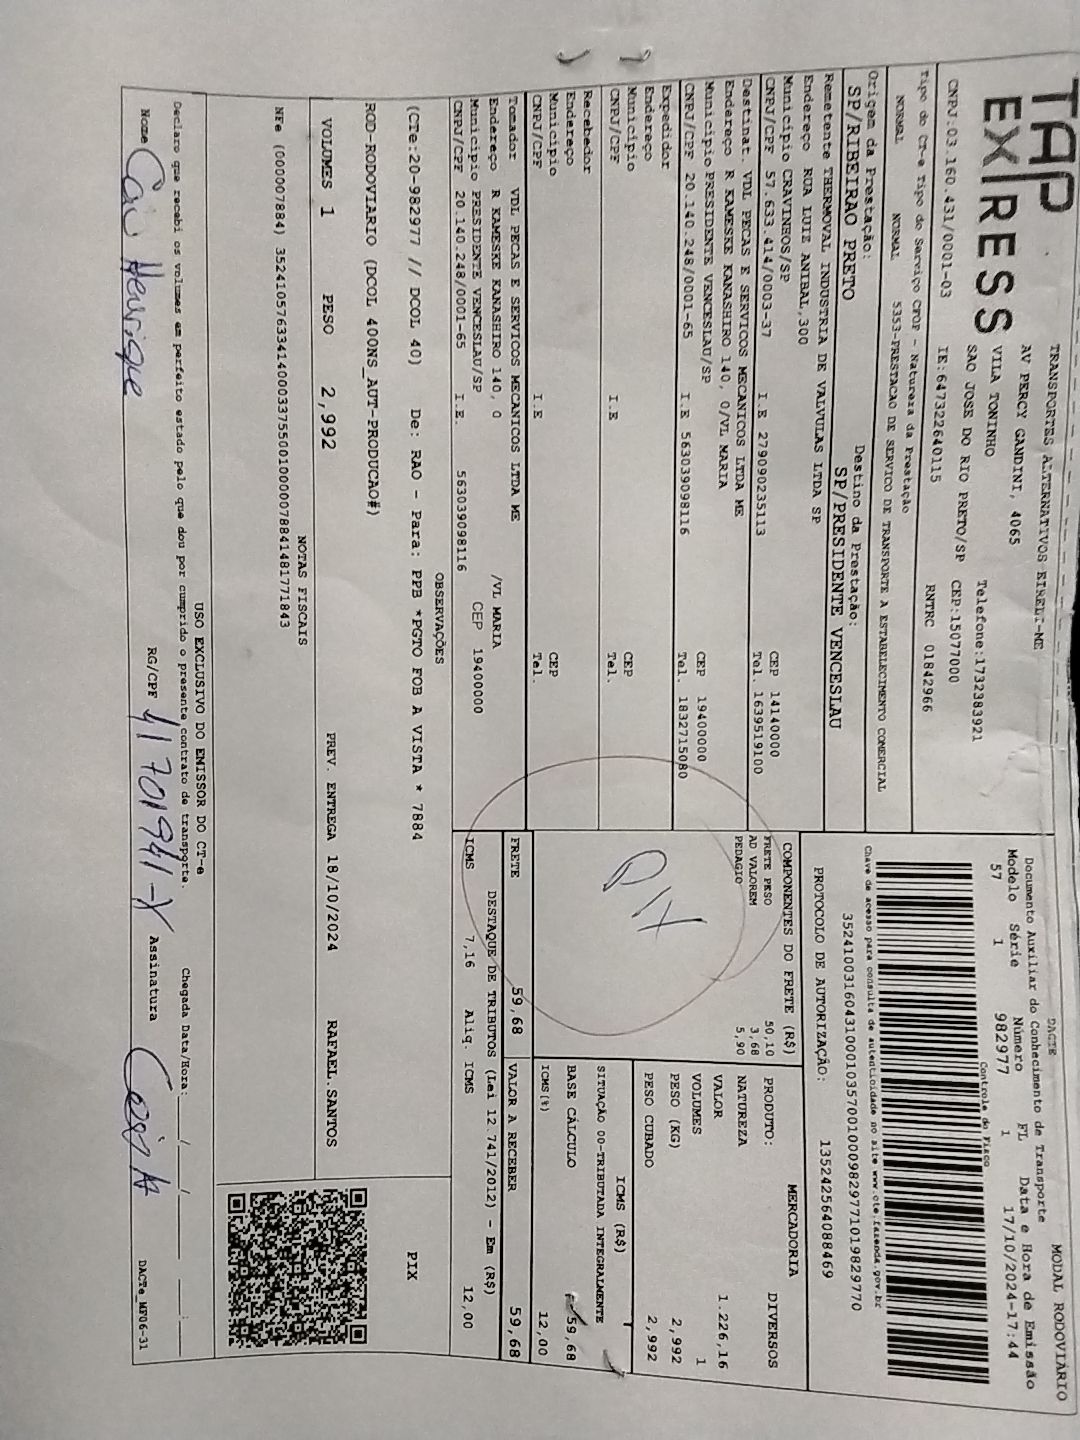 TAP
EXPRESS
TRANSPORTES ALTERNATIVOS EIRELI-ME
AV PERCY GANDINI, 4065
VILA TONINHO
SAO JOSE DO RIO PRETO/SP
Telefone:1732383921
CEP:15077000
CNPJ:03.160.431/0001-03 IE:647322640115 RNTRC 01842966
Tipo do CT-e Tipo do Serviço CFOP - Natureza da Prestação
NORMAL NORMAL 5353-PRESTACAO DE SERVICO DE TRANSPORTE A ESTABELECIMENTO COMERCIAL
Origem da Prestação: Destino da Prestação:
SP/RIBEIRAO PRETO SP/PRESIDENTE VENCESLAU
Remetente THERMOVAL INDUSTRIA DE VALVULAS LTDA SP
Endereço RUA LUIZ ANIBAL,300
Município CRAVINHOS/SP CEP 14140000
CNPJ/CPF 57.633.414/0003-37 I.E 279090235113 Tel. 1639519100
Destinat. VDL PECAS E SERVICOS MECANICOS LTDA ME
Endereço R KAMESKE KANASHIRO 140, 0/VL MARIA
Município PRESIDENTE VENCESLAU/SP CEP 19400000
CNPJ/CPF 20.140.248/0001-65 I.E 563039098116 Tel. 1832715080
Expedidor
Endereço
Município CEP
CNPJ/CPF I.E Tel.
Recebedor
Endereço
Município CEP
CNPJ/CPF I.E Tel.
Tomador VDL PECAS E SERVICOS MECANICOS LTDA ME
Endereço R KAMESKE KANASHIRO 140, 0 /VL MARIA
Município PRESIDENTE VENCESLAU/SP CEP 19400000
CNPJ/CPF 20.140.248/0001-65 I.E. 563039098116
DACTE
MODAL RODOVIÁRIO
Documento Auxiliar do Conhecimento de Transporte
Modelo Série Número FL Data e Hora de Emissão
57 1 982977 1 17/10/2024-17:44
Controle do Fisco
Chave de acesso para consulta de autenticidade no site www.cte.fazenda.gov.br
35241003160431000103570010009829771019829770
PROTOCOLO DE AUTORIZAÇÃO: 135242564088469
COMPONENTES DO FRETE (R$)
FRETE PESO 50,10
AD VALOREM 3,68
PEDAGIO 5,90
PIX
MERCADORIA
PRODUTO: DIVERSOS
NATUREZA
VALOR 1.226,16
VOLUMES 1
PESO (KG) 2,992
PESO CUBADO 2,992
ICMS (R$)
SITUAÇÃO 00-TRIBUTADA INTEGRALMENTE
BASE CÁLCULO 59,68
ICMS(%) 12,00
FRETE 59,68 VALOR A RECEBER 59,68
DESTAQUE DE TRIBUTOS (Lei 12.741/2012) - Em (R$)
ICMS 7,16 Aliq. ICMS 12,00
OBSERVAÇÕES
(CTe:20-982977 // DCOL 40) De: RAO - Para: PPB *PGTO FOB A VISTA * 7884
ROD-RODOVIARIO (DCOL 400NS_AUT-PRODUCAO#)
PIX
VOLUMES 1 PESO 2,992 PREV. ENTREGA 18/10/2024 RAFAEL.SANTOS
NOTAS FISCAIS
NFe (000007884) 35241057633414000337550010000078841481771843
USO EXCLUSIVO DO EMISSOR DO CT-e
Declaro que recebi os volumes em perfeito estado pelo que dou por cumprido o presente contrato de transporte. Chegada Data/Hora: ___/___/___ ___:___
Nome Caio Henrique RG/CPF 41701941-X Assinatura Caio H
DACTe_MF06-31